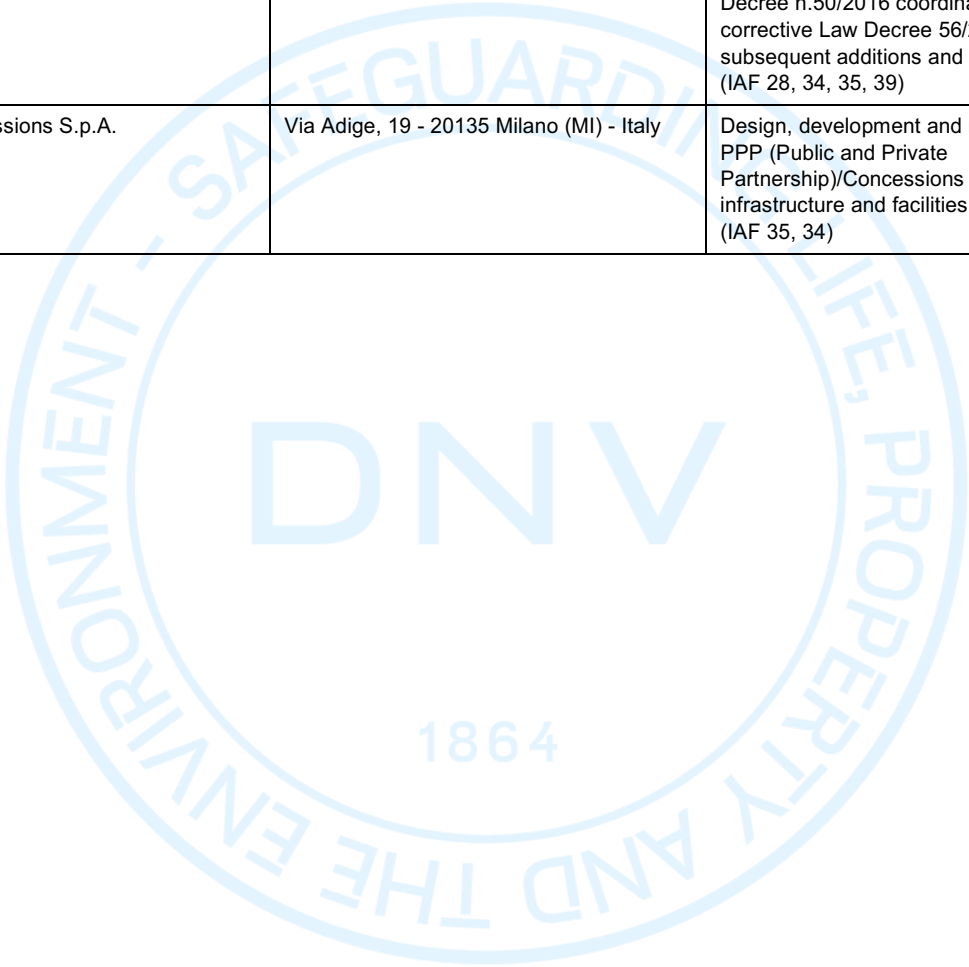 Decree n.50/2016 coordina
corrective Law Decree 56/
subsequent additions and
(IAF 28, 34, 35, 39)
ssions S.p.A.
Via Adige, 19 - 20135 Milano (MI) - Italy
Design, development and
PPP (Public and Private
Partnership)/Concessions
infrastructure and facilities
(IAF 35, 34)
SAFEGUARDING LIFE, PROPERTY AND THE ENVIRONMENT -
DNV
1864